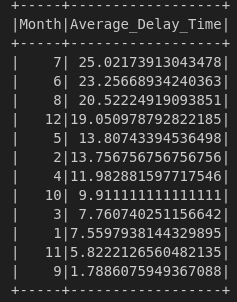 +-----+------------------+
|Month|Average_Delay_Time|
+-----+------------------+
|    7| 25.02173913043478|
|    6| 23.25668934240363|
|    8| 20.52224919093851|
|   12|19.050978792822185|
|    5| 13.80743394536498|
|    2|13.756756756756756|
|    4|11.982881597717546|
|   10| 9.911111111111111|
|    3| 7.760740251156642|
|    1|7.5597938144329895|
|   11|5.8222126560482135|
|    9|1.7886075949367088|
+-----+------------------+